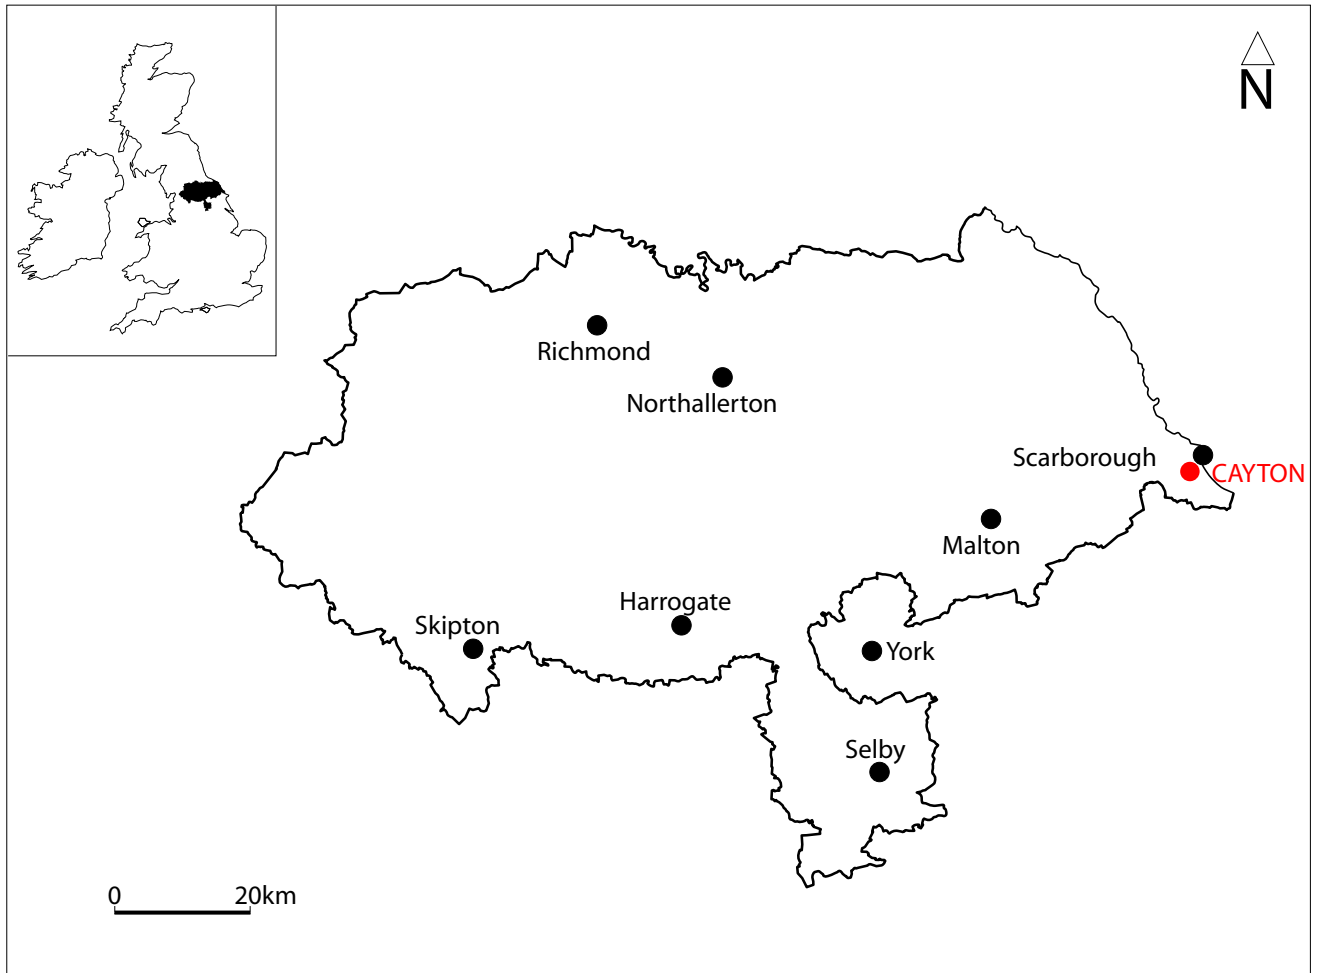 N
Richmond
Northallerton
Scarborough
CAYTON
Malton
Harrogate
Skipton
York
Selby
0 20km